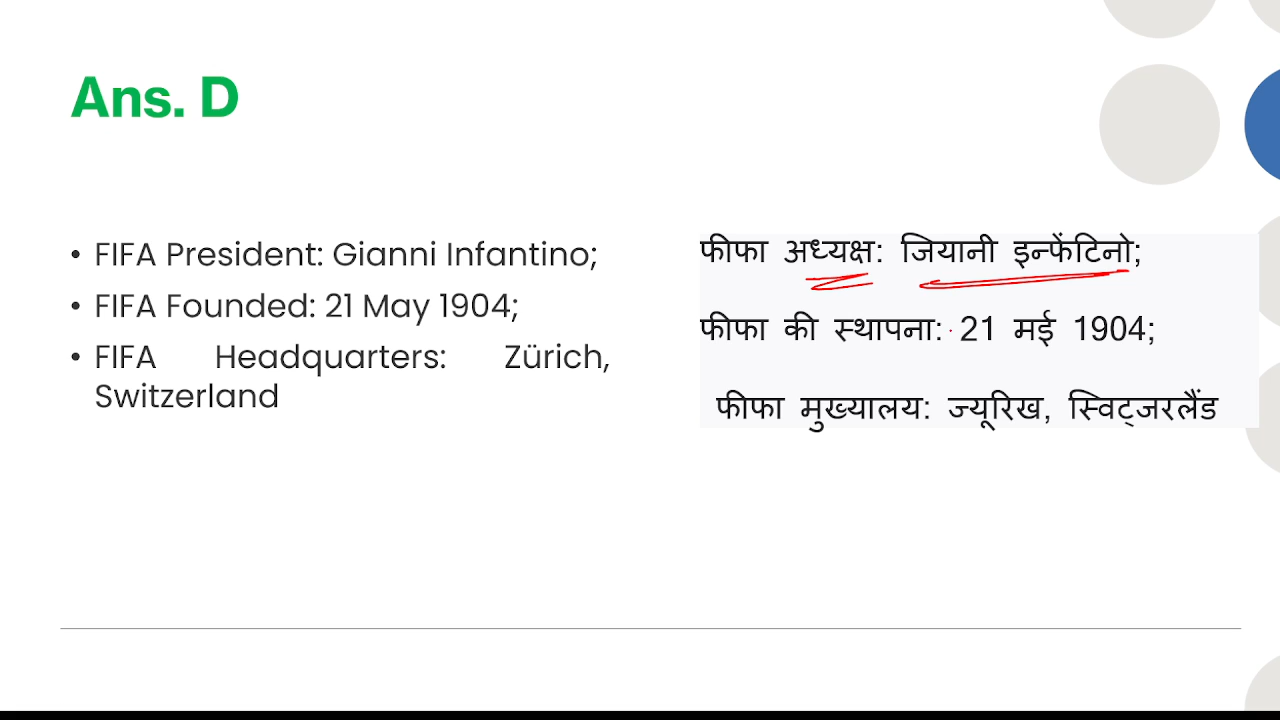 Ans. D
• FIFA President: Gianni Infantino;
• FIFA Founded: 21 May 1904;
• FIFA Headquarters: Zürich,
Switzerland
फीफा अध्यक्ष: जियानी इन्फेंटिनो;
फीफा की स्थापना: 21 मई 1904;
फीफा मुख्यालय: ज्यूरिख, स्विट्जरलैंड